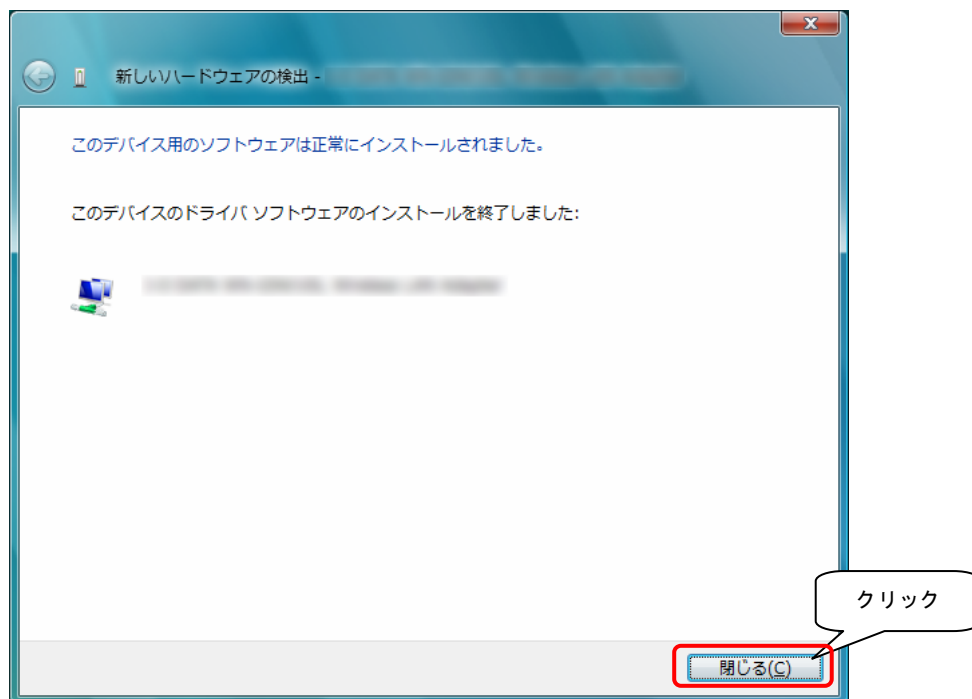 新しいハードウェアの検出 -
このデバイス用のソフトウェアは正常にインストールされました。
このデバイスのドライバ ソフトウェアのインストールを終了しました:
クリック
閉じる(C)